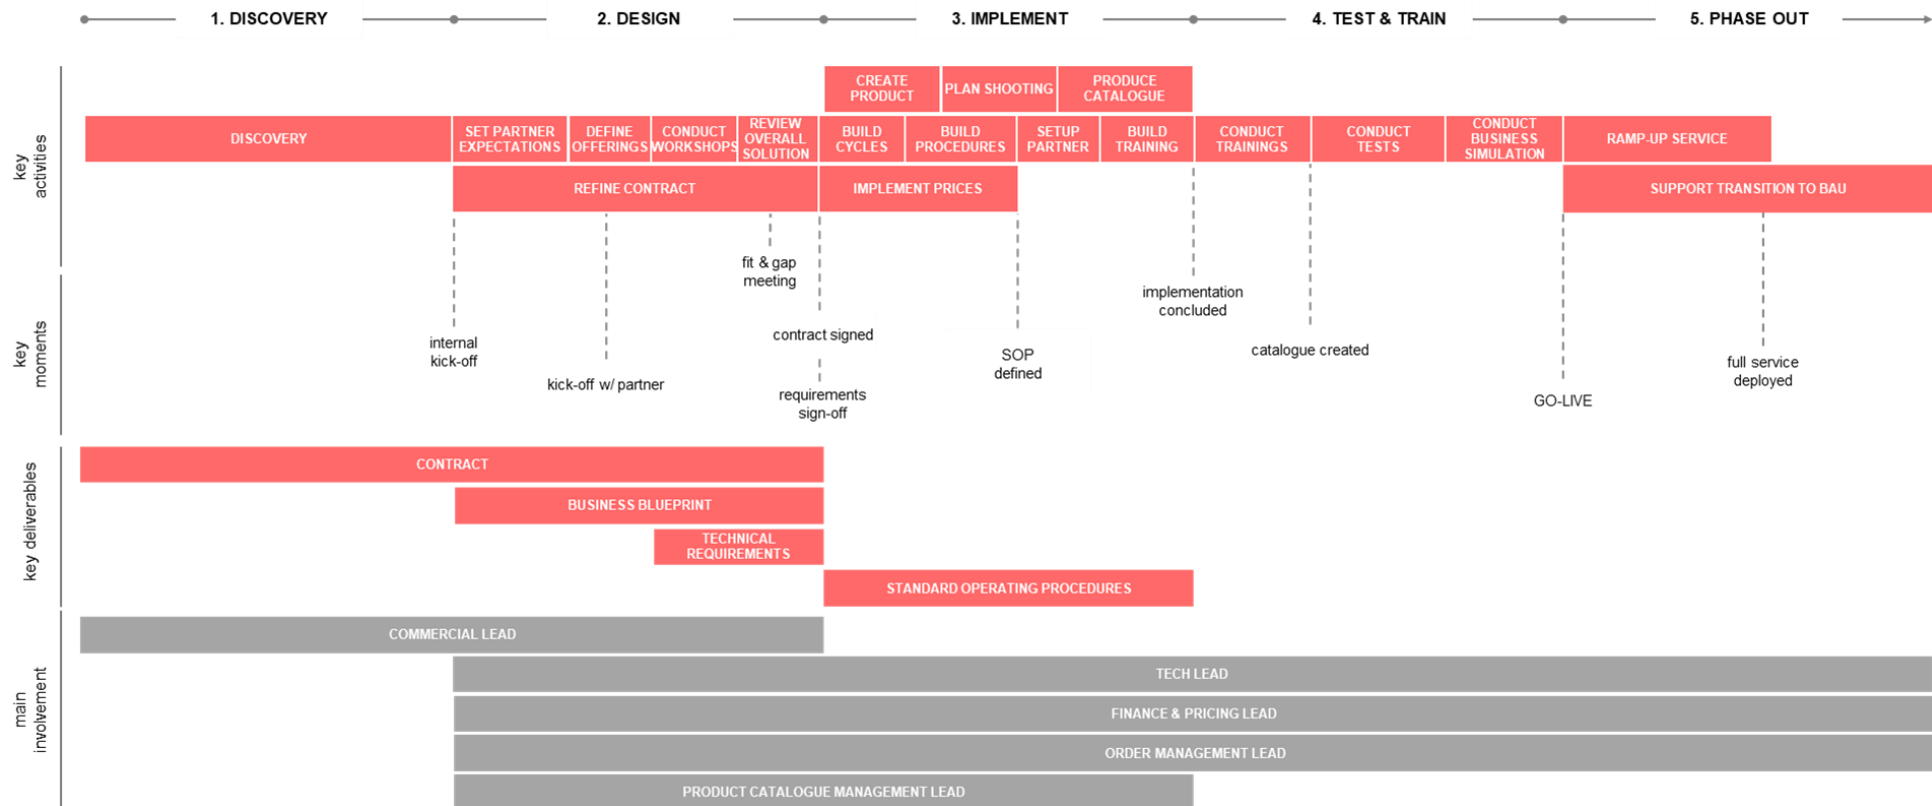 1. DISCOVERY
2. DESIGN
3. IMPLEMENT
4. TEST & TRAIN
5. PHASE OUT
key
activities
CREATE
PRODUCT
PLAN SHOOTING
PRODUCE
CATALOGUE
DISCOVERY
SET PARTNER
EXPECTATIONS
DEFINE
OFFERINGS
CONDUCT
WORKSHOPS
REVIEW
OVERALL
SOLUTION
BUILD
CYCLES
BUILD
PROCEDURES
SETUP
PARTNER
BUILD
TRAINING
CONDUCT
TRAININGS
CONDUCT
TESTS
CONDUCT
BUSINESS
SIMULATION
RAMP-UP SERVICE
REFINE CONTRACT
IMPLEMENT PRICES
SUPPORT TRANSITION TO BAU
key
moments
internal
kick-off
kick-off w/ partner
fit & gap
meeting
contract signed
requirements
sign-off
SOP
defined
implementation
concluded
catalogue created
GO-LIVE
full service
deployed
key deliverables
CONTRACT
BUSINESS BLUEPRINT
TECHNICAL
REQUIREMENTS
STANDARD OPERATING PROCEDURES
main
involvement
COMMERCIAL LEAD
TECH LEAD
FINANCE & PRICING LEAD
ORDER MANAGEMENT LEAD
PRODUCT CATALOGUE MANAGEMENT LEAD